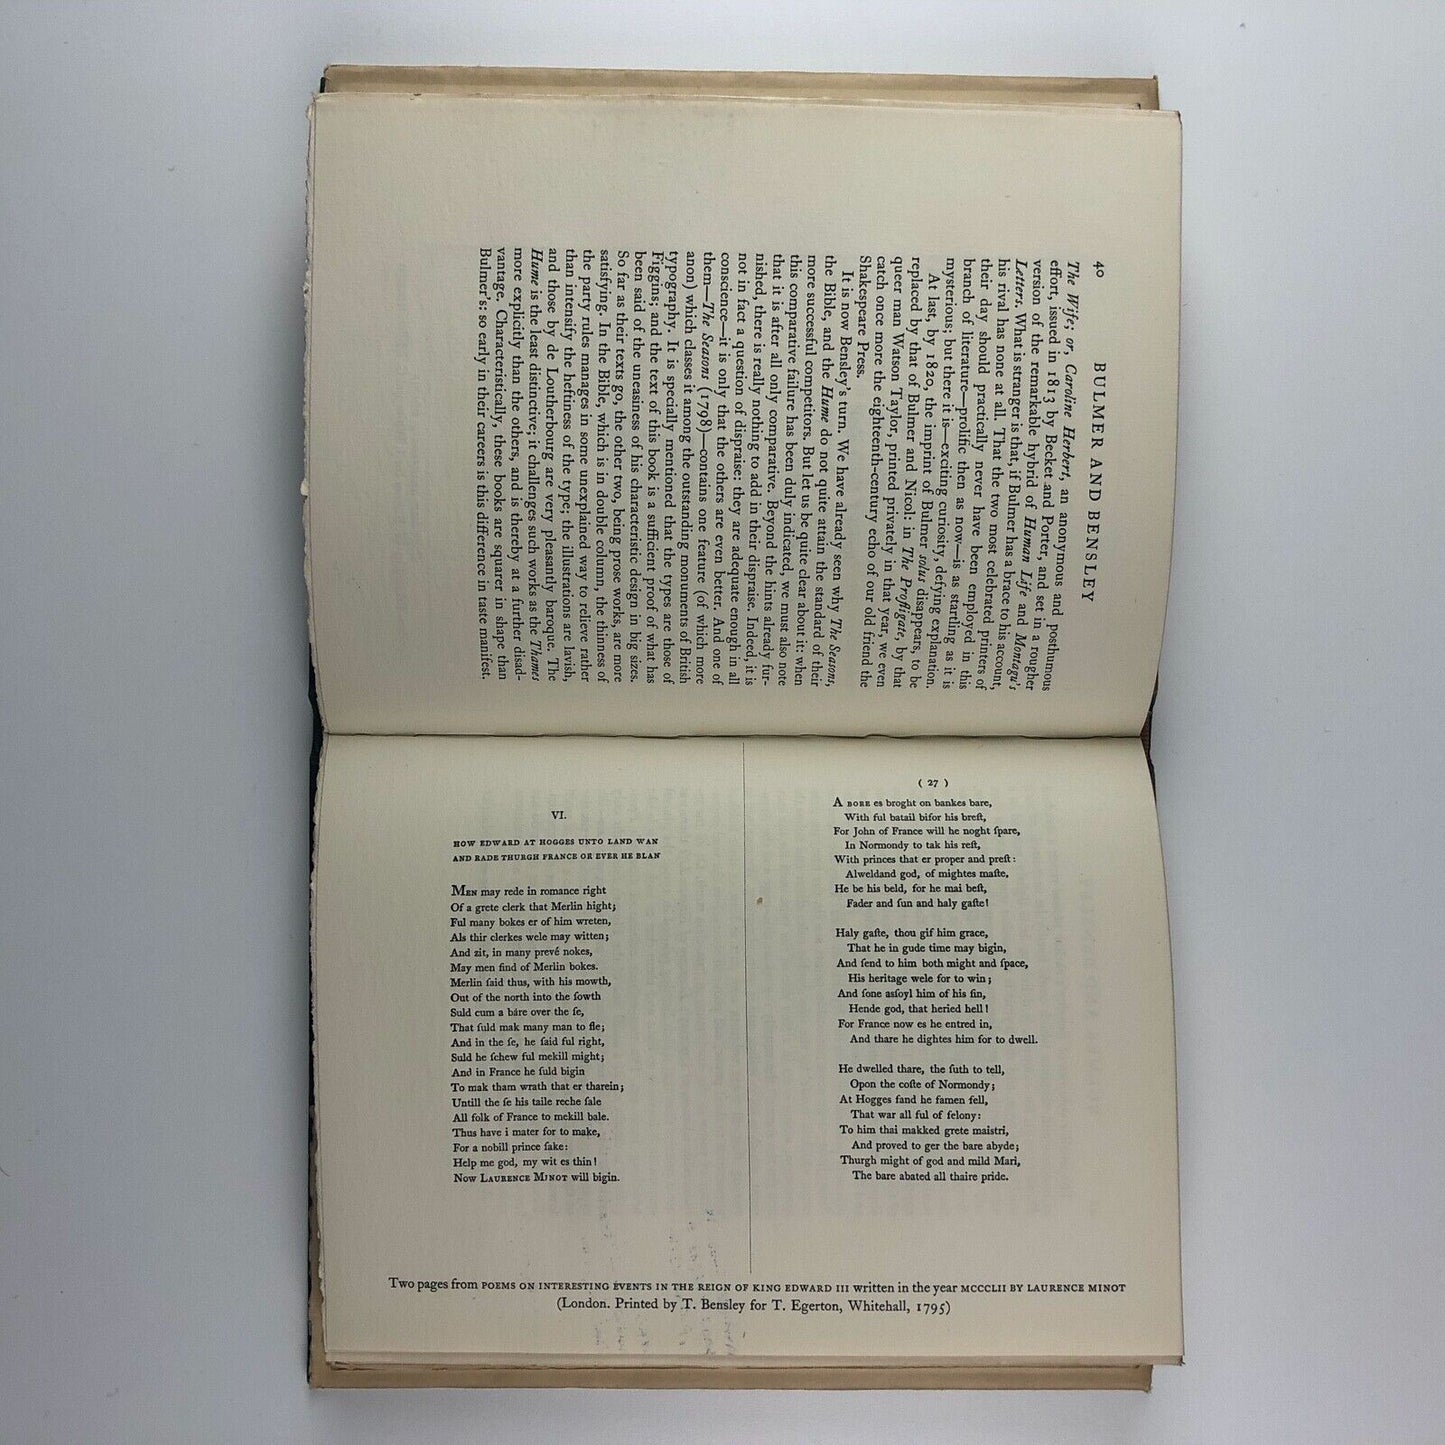 40
BULMER AND BENSLEY
The Wife; or, Caroline Herbert, an anonymous and posthumous
effort, issued in 1813 by Becket and Porter, and set in a rougher
version of the remarkable hybrid of Human Life and Montagu's
Letters. What is stranger is that, if Bulmer has a brace to his account,
his rival has none at all. That the two most celebrated printers of
their day should practically never have been employed in this
branch of literature—prolific then as now—is as startling as it is
mysterious; but there it is—exciting curiosity, defying explanation.
At last, by 1820, the imprint of Bulmer solus disappears, to be
replaced by that of Bulmer and Nicol: in The Profligate, by that
queer man Watson Taylor, printed privately in that year, we even
catch once more the eighteenth-century echo of our old friend the
Shakespeare Press.
It is now Bensley's turn. We have already seen why The Seasons,
the Bible, and the Hume do not quite attain the standard of their
more successful competitors. But let us be quite clear about it: when
this comparative failure has been duly indicated, we must also note
that it is after all only comparative. Beyond the hints already fur-
nished, there is really nothing to add in their dispraise. Indeed, it is
not in fact a question of dispraise: they are adequate enough in all
conscience—it is only that the others are even better. And one of
them—The Seasons (1798)—contains one feature (of which more
anon) which classes it among the outstanding monuments of British
typography. It is specially mentioned that the types are those of
Figgins; and the text of this book is a sufficient proof of what has
been said of the uneasiness of his characteristic design in big sizes.
So far as their texts go, the other two, being prose works, are more
satisfying. In the Bible, which is in double column, the thinness of
the party rules manages in some unexplained way to relieve rather
than intensify the heftiness of the type; the illustrations are lavish,
and those by de Loutherbourg are very pleasantly baroque. The
Hume is the least distinctive; it challenges such works as the Thames
more explicitly than the others, and is thereby at a further disad-
vantage. Characteristically, these books are squarer in shape than
Bulmer's: so early in their careers is this difference in taste manifest.
VI.
HOW EDWARD AT HOGGES UNTO LAND WAN
AND RADE THURGH FRANCE OR EVER HE BLAN
MEN may rede in romance right
Of a grete clerk that Merlin hight;
Ful many bokes er of him wreten,
Als thir clerkes wele may witten;
And zit, in many prevé nokes,
May men find of Merlin bokes.
Merlin ſaid thus, with his mowth,
Out of the north into the ſowth
Suld cum a bare over the ſe,
That ſuld mak many man to fle;
And in the ſe, he ſaid ful right,
Suld he ſchew ful mekill might;
And in France he ſuld bigin
To mak tham wrath that er tharein;
Untill the ſe his taile reche ſale
All folk of France to mekill bale.
Thus have i mater for to make,
For a nobill prince ſake:
Help me god, my wit es thin!
Now LAURENCE MINOT will bigin.
( 27 )
A BORE es broght on bankes bare,
With ful batail bifor his breſt,
For John of France will he noght ſpare,
In Normondy to tak his reſt,
With princes that er proper and preſt:
Alweldand god, of mightes maſte,
He be his beld, for he mai beſt,
Fader and ſun and haly gaſte!
Haly gaſte, thou gif him grace,
That he in gude time may bigin,
And ſend to him both might and ſpace,
His heritage wele for to win;
And ſone aſſoyl him of his ſin,
Hende god, that heried hell!
For France now es he entred in,
And thare he dightes him for to dwell.
He dwelled thare, the ſuth to tell,
Opon the coſte of Normondy;
At Hogges fand he famen fell,
That war all ful of felony:
To him thai makked grete maistri,
And proved to ger the bare abyde;
Thurgh might of god and mild Mari,
The bare abated all thaire pride.
Two pages from POEMS ON INTERESTING EVENTS IN THE REIGN OF KING EDWARD III written in the year MCCCLII BY LAURENCE MINOT
(London. Printed by T. Bensley for T. Egerton, Whitehall, 1795)